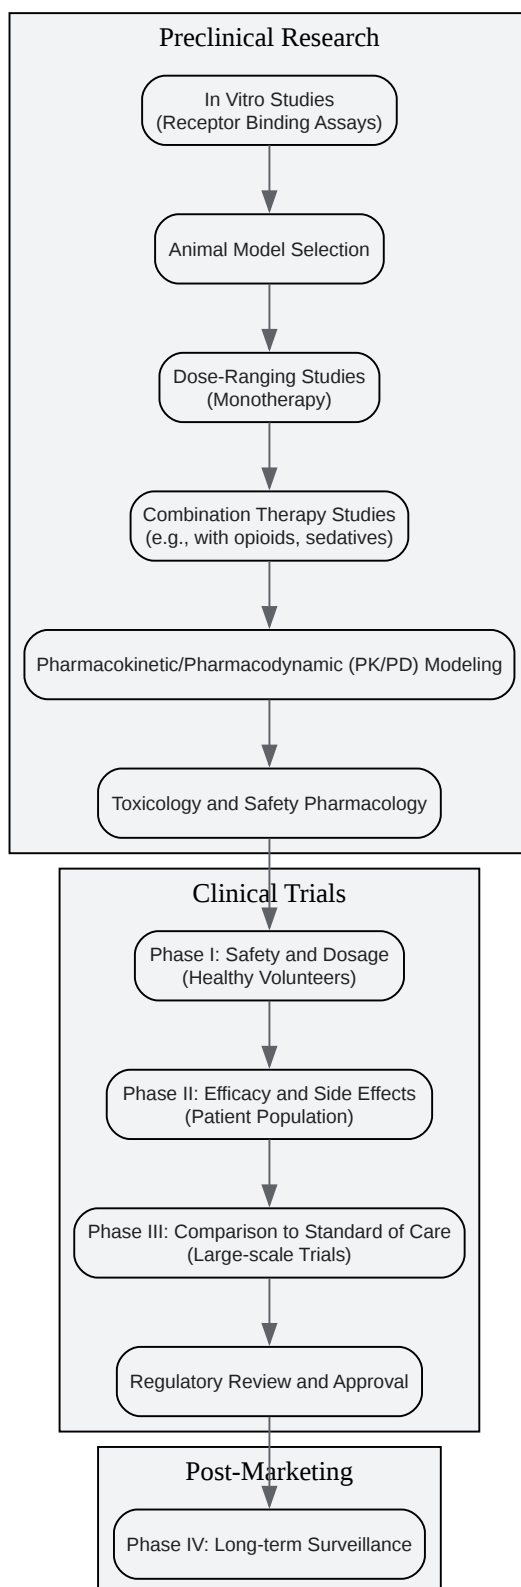 Preclinical Research
In Vitro Studies
(Receptor Binding Assays)
Animal Model Selection
Dose-Ranging Studies
(Monotherapy)
Combination Therapy Studies
(e.g., with opioids, sedatives)
Pharmacokinetic/Pharmacodynamic (PK/PD) Modeling
Toxicology and Safety Pharmacology
Clinical Trials
Phase I: Safety and Dosage
(Healthy Volunteers)
Phase II: Efficacy and Side Effects
(Patient Population)
Phase III: Comparison to Standard of Care
(Large-scale Trials)
Regulatory Review and Approval
Post-Marketing
Phase IV: Long-term Surveillance